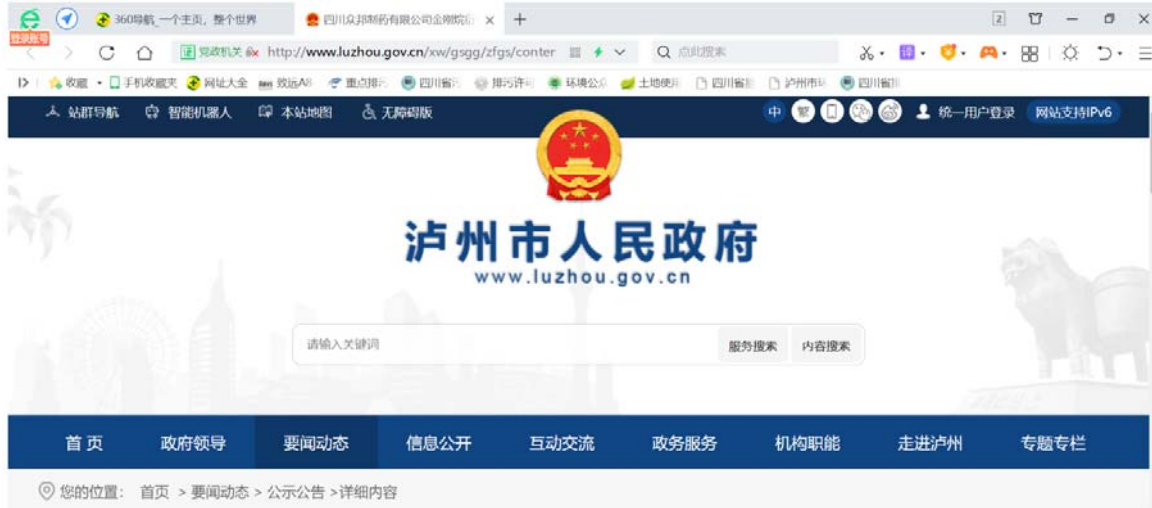 360导航_一个主页，整个世界
四川众邦制药有限公司金刚烷
2
登录账号
党政机关 http://www.luzhou.gov.cn/xw/gsgg/zfgs/conter
点此搜索
收藏 手机收藏夹 网址大全 致远A8 重点排污 四川省污 排污许可 环境公众 土地使用 四川省 泸州市 四川省
站群导航 智能机器人 本站地图 无障碍版 中 繁 统一用户登录 网站支持IPv6
泸州市人民政府
www.luzhou.gov.cn
请输入关键词 服务搜索 内容搜索
首页 政府领导 要闻动态 信息公开 互动交流 政务服务 机构职能 走进泸州 专题专栏
您的位置： 首页 > 要闻动态 > 公示公告 >详细内容